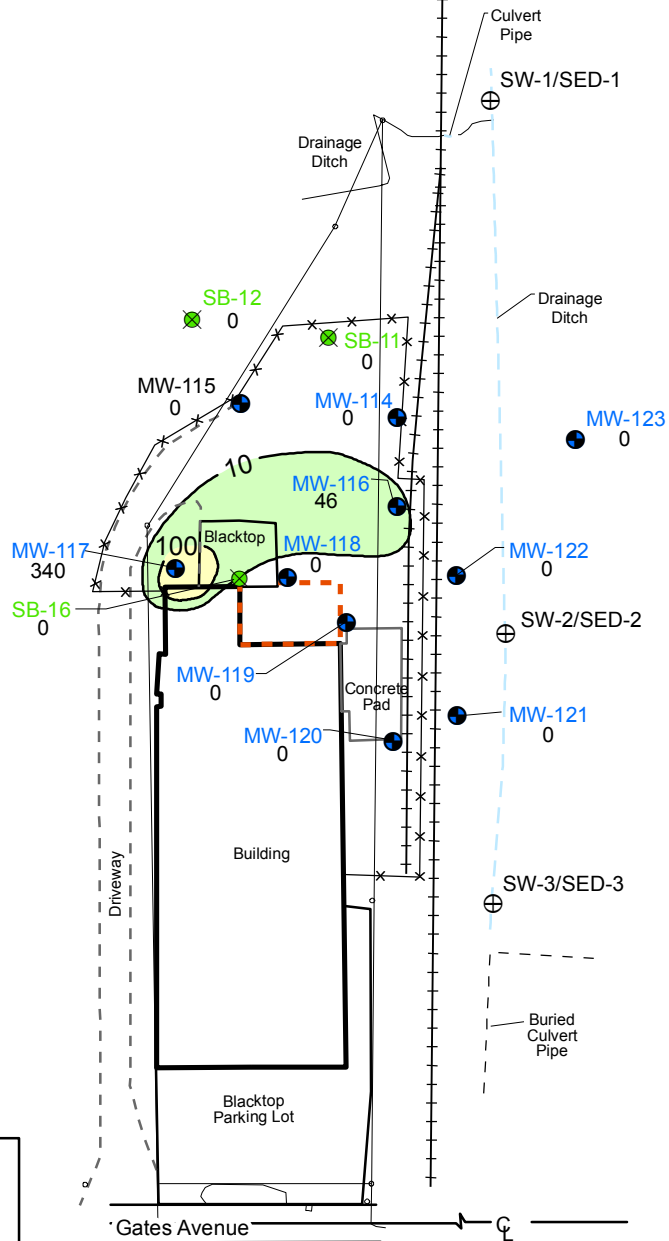 Culvert
Pipe
SW-1/SED-1
Drainage
Ditch
SB-12
0
Drainage
Ditch
SB-11
0
MW-115
0
MW-114
0
MW-123
0
10
MW-116
46
100
Blacktop
MW-118
0
MW-117
340
MW-122
0
SB-16
0
SW-2/SED-2
MW-119
0
Concrete
Pad
MW-121
0
MW-120
0
Building
Driveway
SW-3/SED-3
Buried
Culvert
Pipe
Blacktop
Parking Lot
Gates Avenue
CL